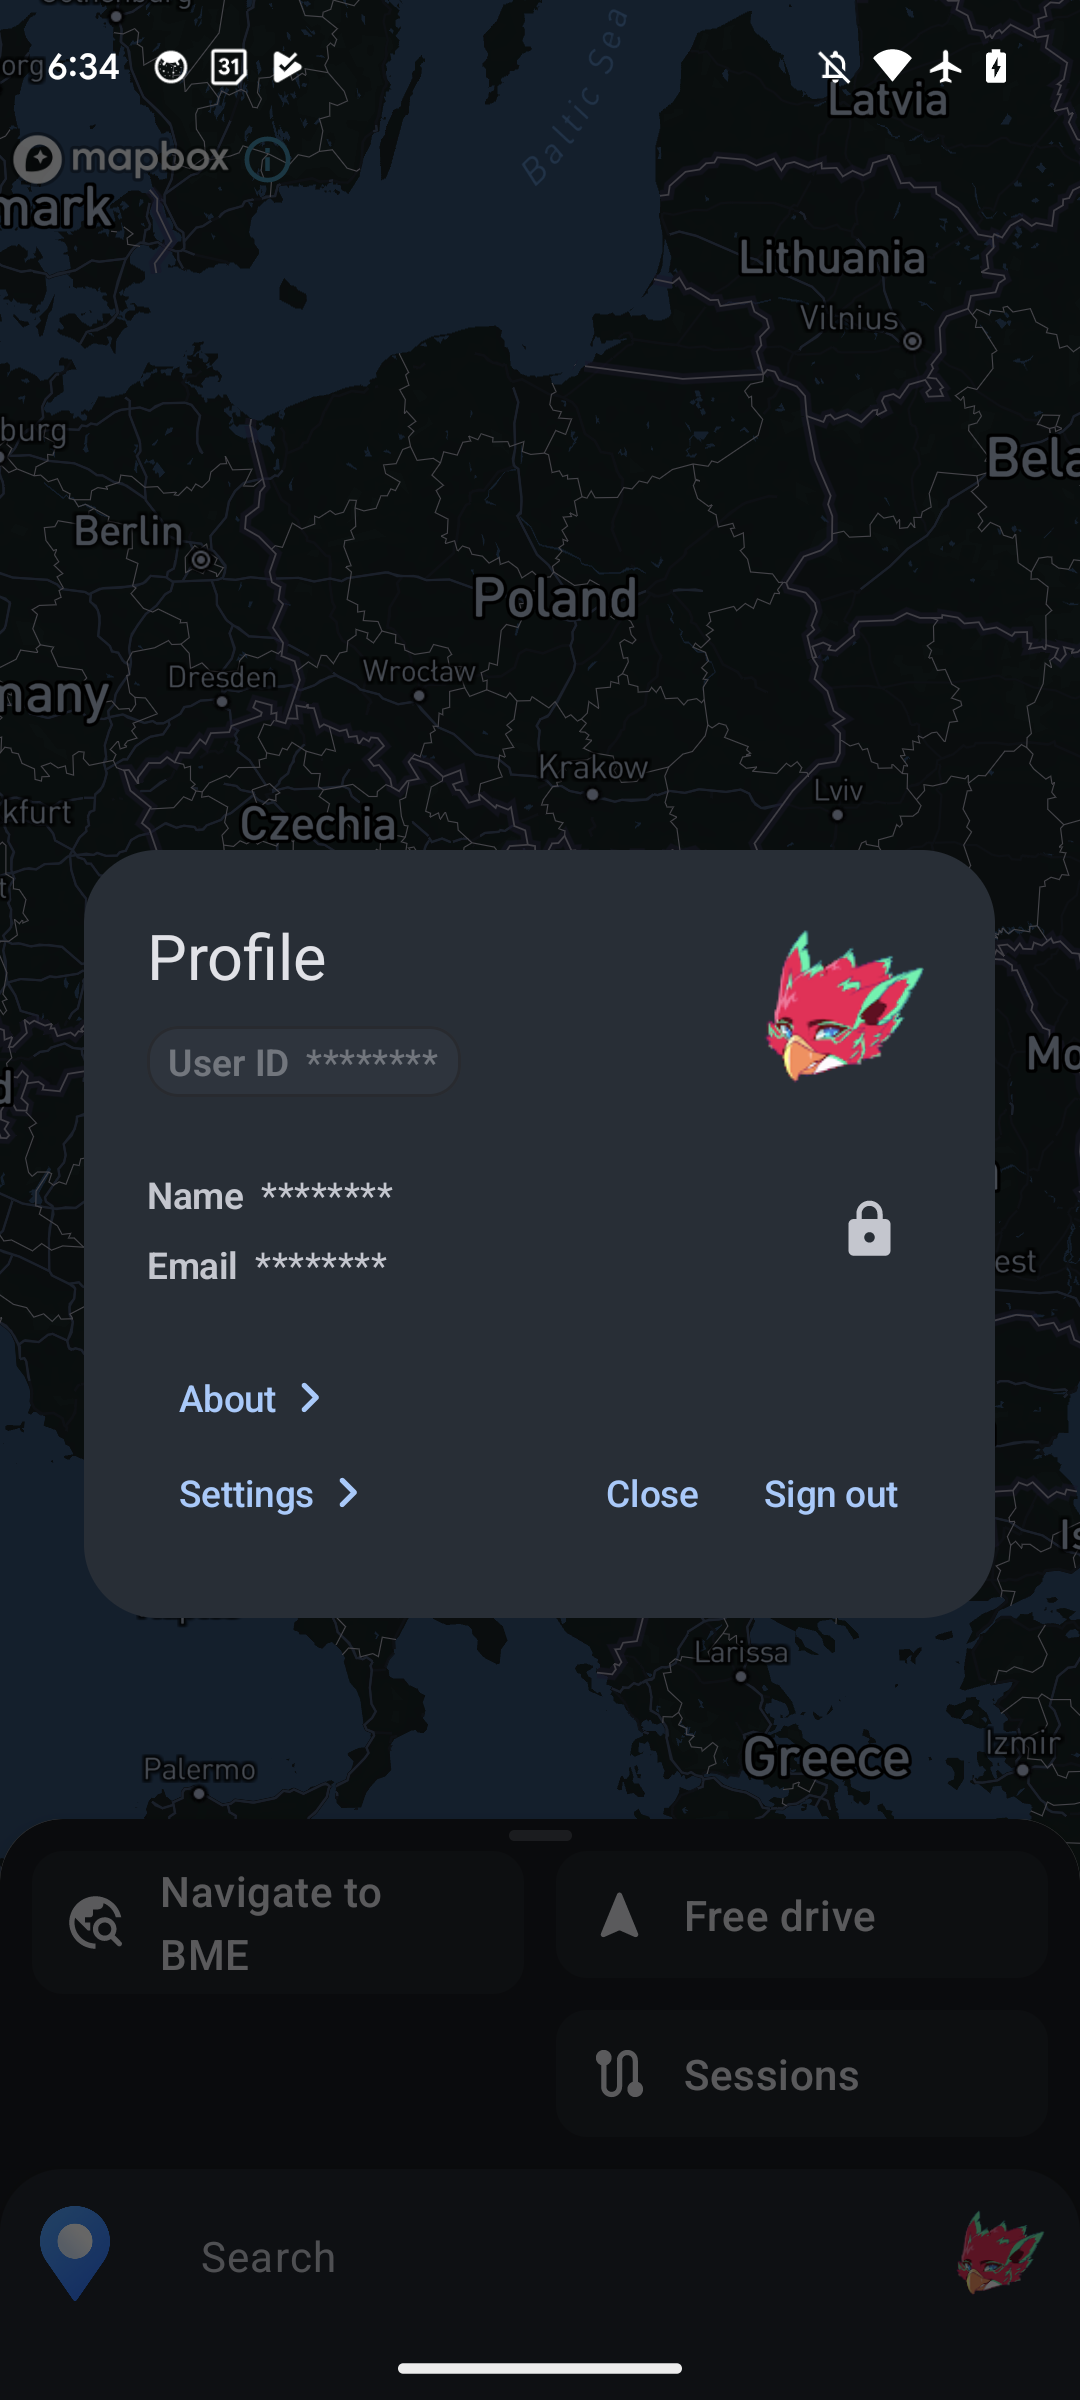 Gothenburg
6:34
31
org
Latvia
Baltic Sea
mapbox
mark
Lithuania
Vilnius
burg
Bela
Berlin
Poland
Dresden
Wrocław
many
Krakow
Lviv
kfurt
Czechia
Profile
User ID ********
Mo
Name ********
Email ********
est
About
Settings
Close
Sign out
Is
Larissa
Greece
Izmir
Palermo
Navigate to
BME
Free drive
Sessions
Search